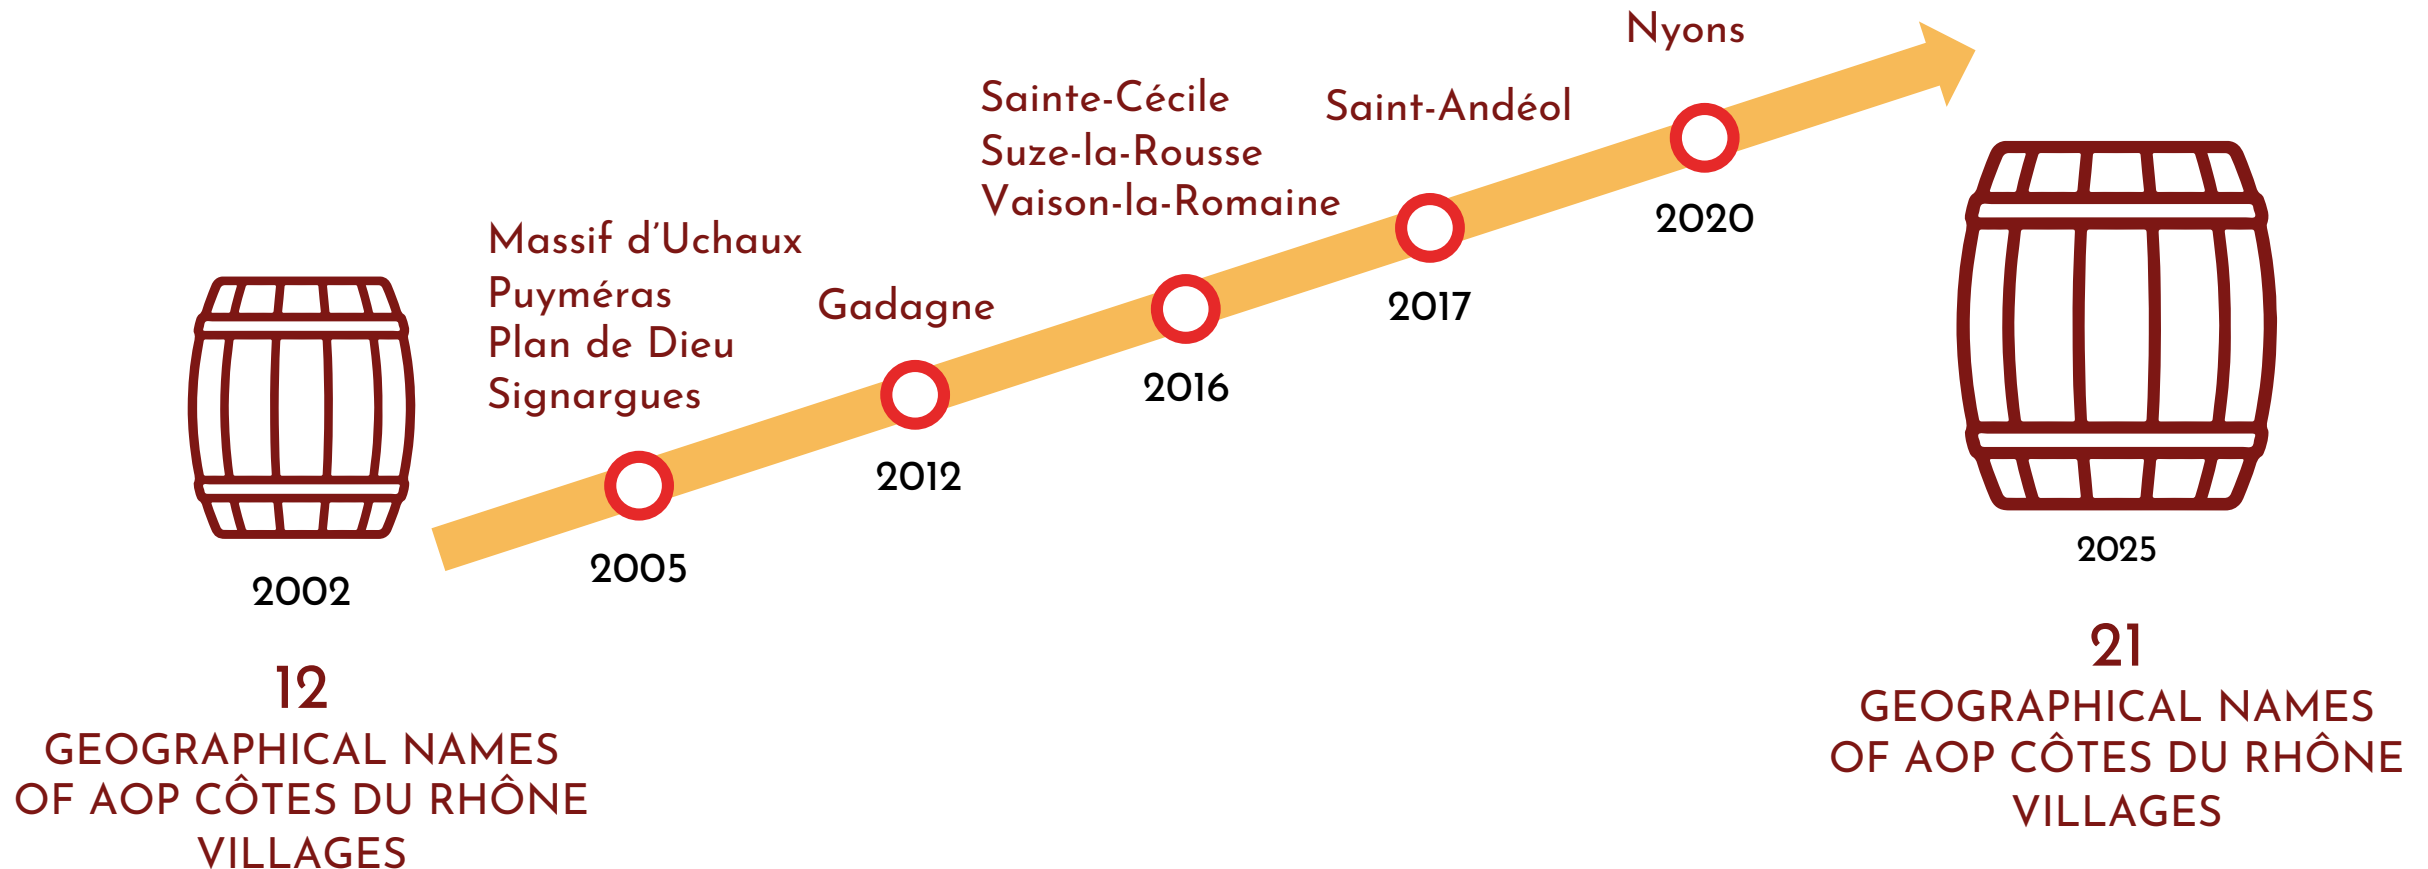 2002
12
GEOGRAPHICAL NAMES
OF AOP CÔTES DU RHÔNE
VILLAGES
Massif d’Uchaux
Puyméras
Plan de Dieu
Signargues
2005
Gadagne
2012
Sainte-Cécile
Suze-la-Rousse
Vaison-la-Romaine
2016
Saint-Andéol
2017
Nyons
2020
2025
21
GEOGRAPHICAL NAMES
OF AOP CÔTES DU RHÔNE
VILLAGES